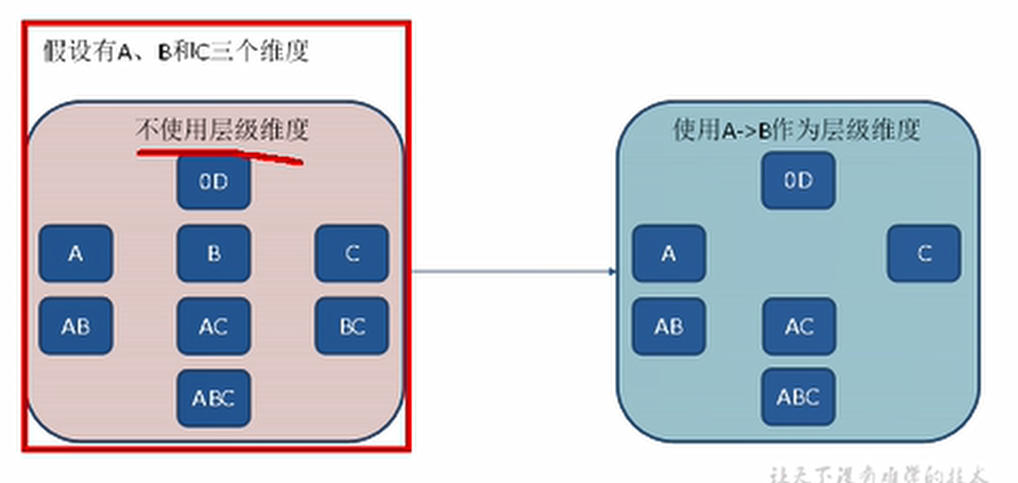 假设有A、B和C三个维度
不使用层级维度
0D
A
B
C
AB
AC
BC
ABC
使用A->B作为层级维度
0D
A
C
AB
AC
ABC
让天下没有难学的技术